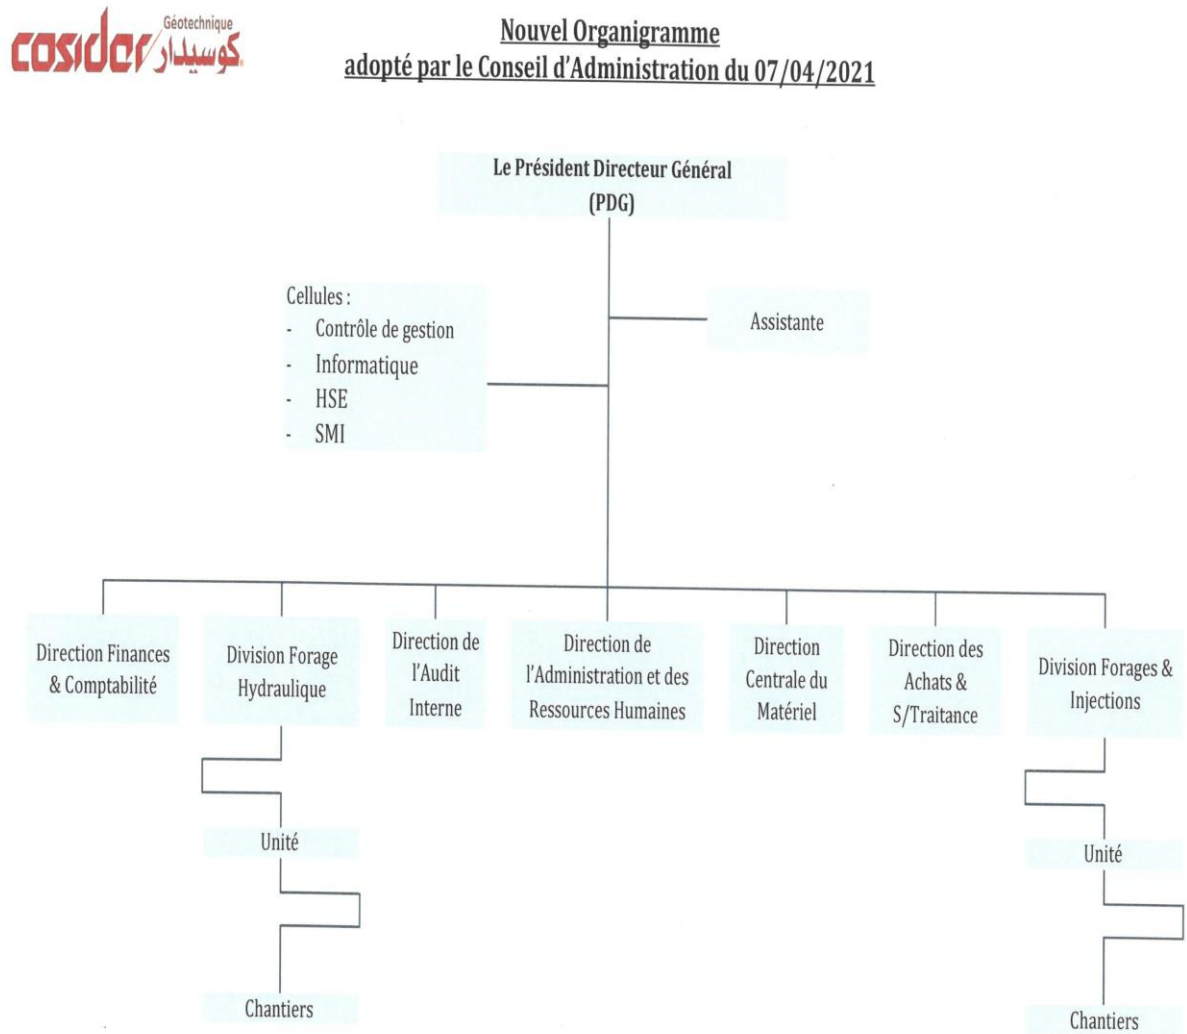 Géotechnique
cosider كوسيدار
Nouvel Organigramme
adopté par le Conseil d'Administration du 07/04/2021
Le Président Directeur Général
(PDG)
Cellules :
- Contrôle de gestion
- Informatique
- HSE
- SMI
Assistante
Direction Finances
& Comptabilité
Division Forage
Hydraulique
Direction de
l'Audit
Interne
Direction de
l'Administration et des
Ressources Humaines
Direction
Centrale du
Matériel
Direction des
Achats &
S/Traitance
Division Forages &
Injections
Unité
Chantiers
Unité
Chantiers